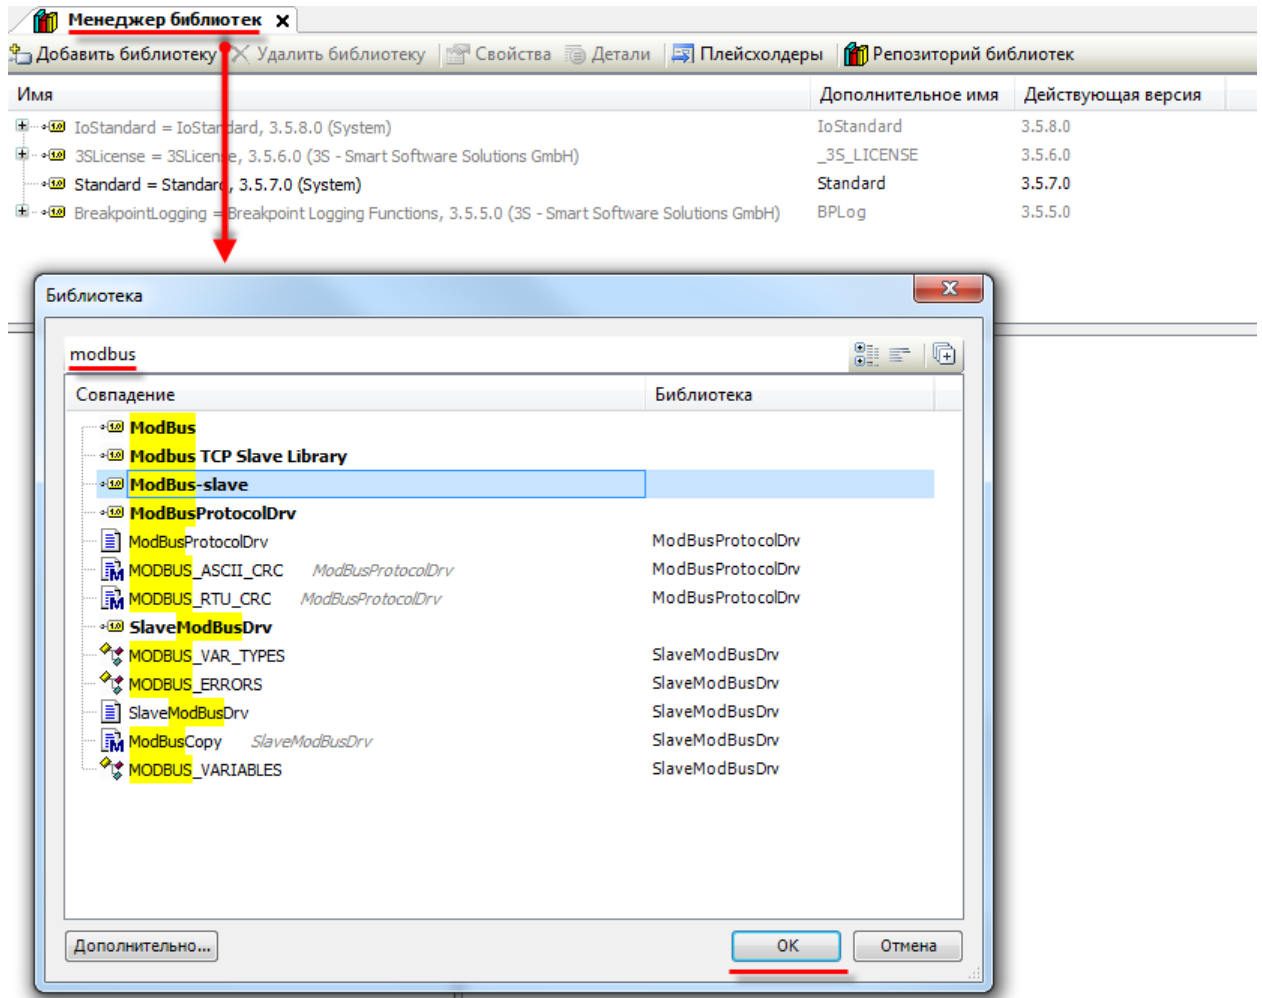 Менеджер библиотек
Добавить библиотеку Удалить библиотеку Свойства Детали Плейсхолдеры Репозиторий библиотек
Имя Дополнительное имя Действующая версия
IoStandard = IoStandard, 3.5.8.0 (System) IoStandard 3.5.8.0
3SLicense = 3SLicense, 3.5.6.0 (3S - Smart Software Solutions GmbH) _3S_LICENSE 3.5.6.0
Standard = Standard, 3.5.7.0 (System) Standard 3.5.7.0
BreakpointLogging = Breakpoint Logging Functions, 3.5.5.0 (3S - Smart Software Solutions GmbH) BPLog 3.5.5.0
Библиотека
modbus
Совпадение Библиотека
ModBus
Modbus TCP Slave Library
ModBus-slave
ModBusProtocolDrv
ModBusProtocolDrv ModBusProtocolDrv
MODBUS_ASCII_CRC ModBusProtocolDrv ModBusProtocolDrv
MODBUS_RTU_CRC ModBusProtocolDrv ModBusProtocolDrv
SlaveModBusDrv
MODBUS_VAR_TYPES SlaveModBusDrv
MODBUS_ERRORS SlaveModBusDrv
SlaveModBusDrv SlaveModBusDrv
ModBusCopy SlaveModBusDrv SlaveModBusDrv
MODBUS_VARIABLES SlaveModBusDrv
Дополнительно... OK Отмена